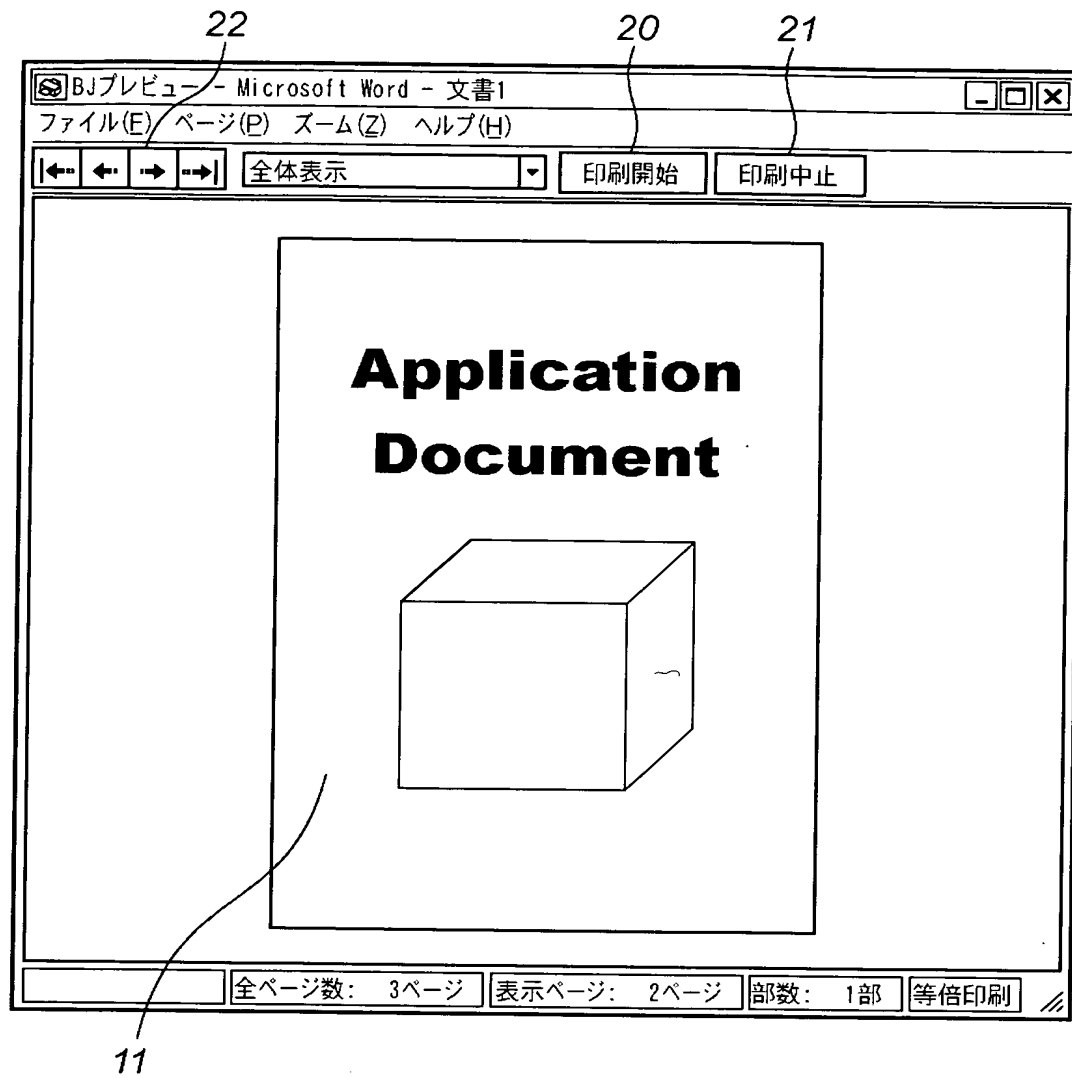 22 20 21
BJプレビュー - Microsoft Word - 文書1
ファイル(F) ページ(P) ズーム(Z) ヘルプ(H)
全体表示 印刷開始 印刷中止
Application
Document
全ページ数: 3ページ 表示ページ: 2ページ 部数: 1部 等倍印刷
11